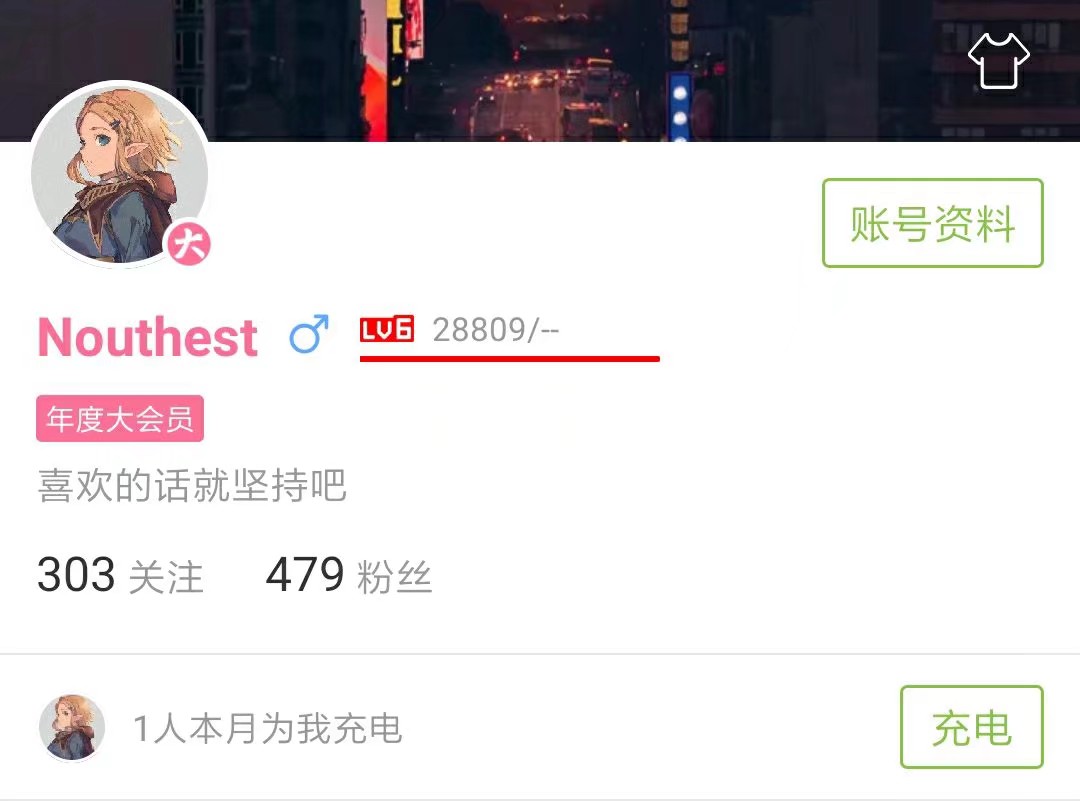 大
账号资料
Nouthest LV6 28809/--
年度大会员
喜欢的话就坚持吧
303 关注 479 粉丝
1人本月为我充电
充电